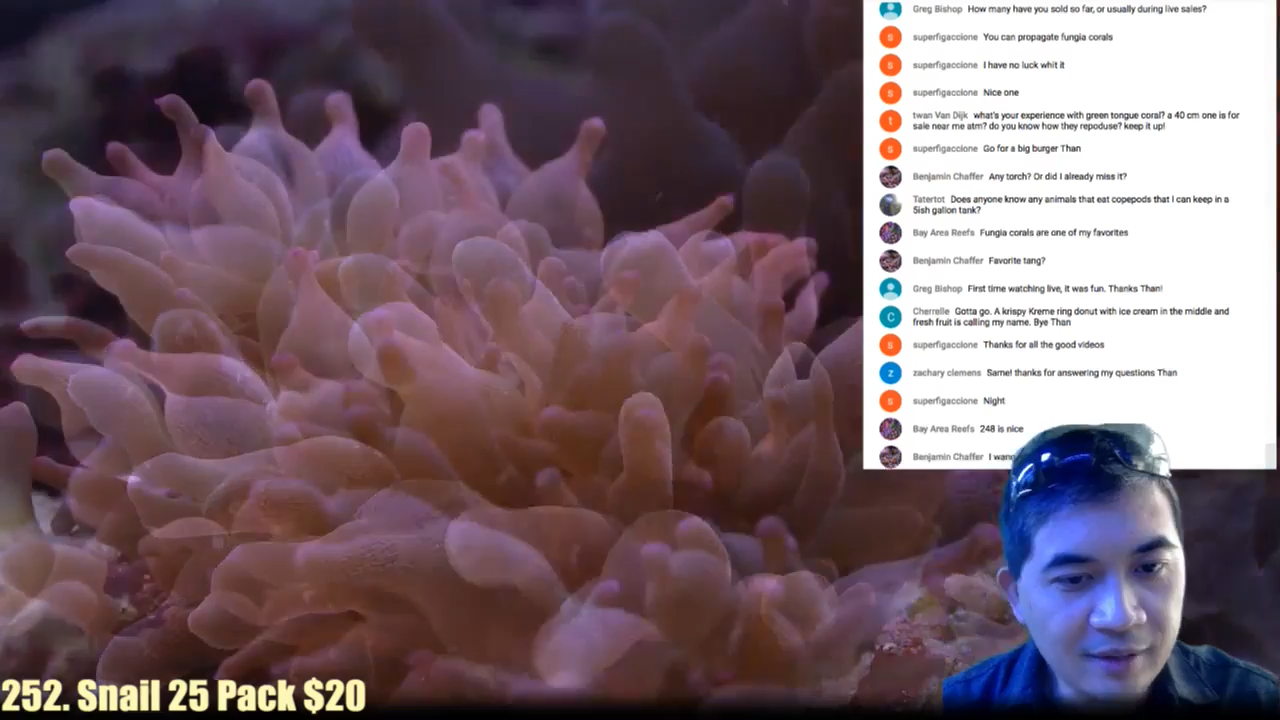 Greg Bishop How many have you sold so far, or usually during live sales?
s superfigaccione You can propagate fungia corals
s superfigaccione I have no luck whit it
s superfigaccione Nice one
t twan Van Dijk what's your experience with green tongue coral? a 40 cm one is for
sale near me atm? do you know how they repoduse? keep it up!
s superfigaccione Go for a big burger Than
Benjamin Chaffer Any torch? Or did I already miss it?
Tatertot Does anyone know any animals that eat copepods that I can keep in a
5ish gallon tank?
Bay Area Reefs Fungia corals are one of my favorites
Benjamin Chaffer Favorite tang?
Greg Bishop First time watching live, it was fun. Thanks Than!
C Cherrelle Gotta go. A krispy Kreme ring donut with ice cream in the middle and
fresh fruit is calling my name. Bye Than
s superfigaccione Thanks for all the good videos
z zachary clemens Same! thanks for answering my questions Than
s superfigaccione Night
Bay Area Reefs 248 is nice
Benjamin Chaffer I
252. Snail 25 Pack $20